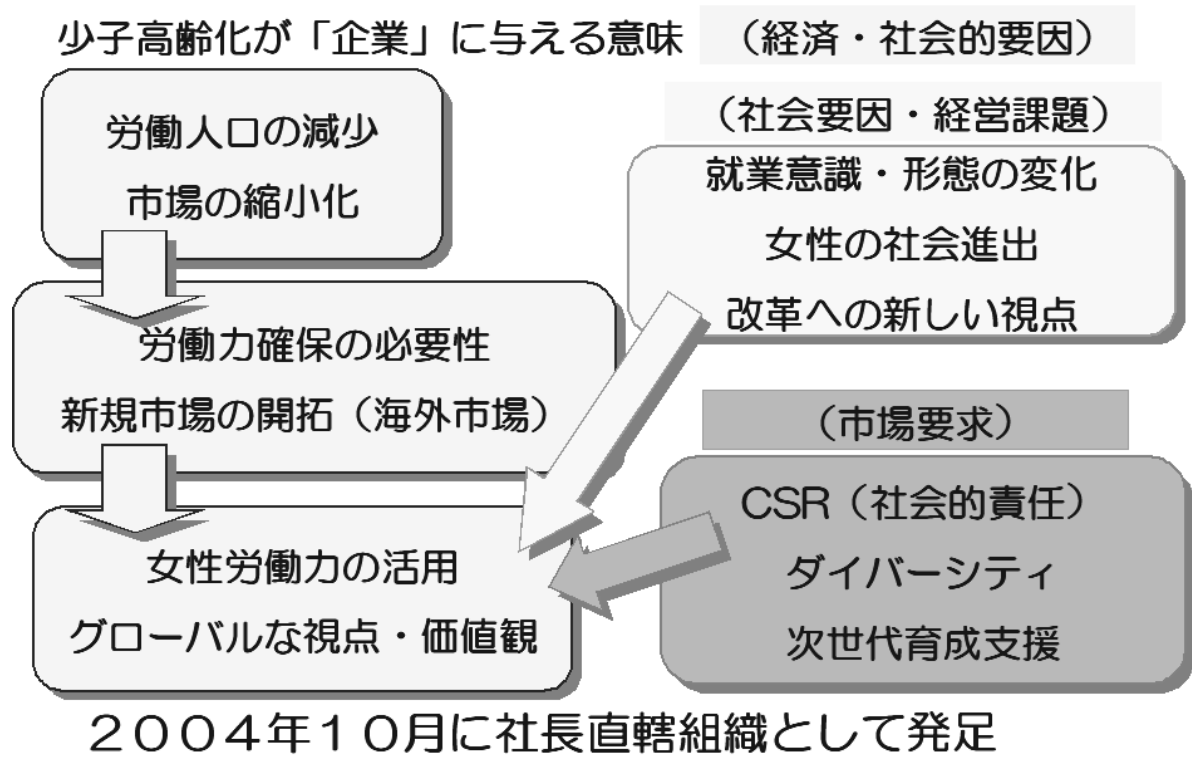 少子高齢化が「企業」に与える意味 （経済・社会的要因）
労働人口の減少
市場の縮小化
労働力確保の必要性
新規市場の開拓（海外市場）
女性労働力の活用
グローバルな視点・価値観
（社会要因・経営課題）
就業意識・形態の変化
女性の社会進出
改革への新しい視点
（市場要求）
CSR（社会的責任）
ダイバーシティ
次世代育成支援
２００４年１０月に社長直轄組織として発足